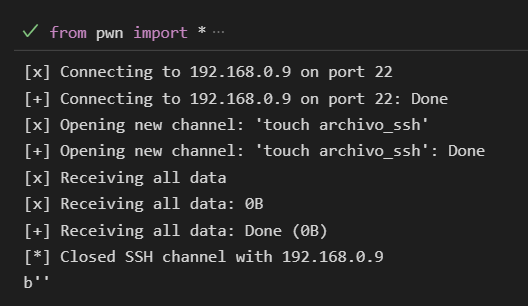 from pwn import * ···
[x] Connecting to 192.168.0.9 on port 22
[+] Connecting to 192.168.0.9 on port 22: Done
[x] Opening new channel: 'touch archivo_ssh'
[+] Opening new channel: 'touch archivo_ssh': Done
[x] Receiving all data
[x] Receiving all data: 0B
[+] Receiving all data: Done (0B)
[*] Closed SSH channel with 192.168.0.9
b''